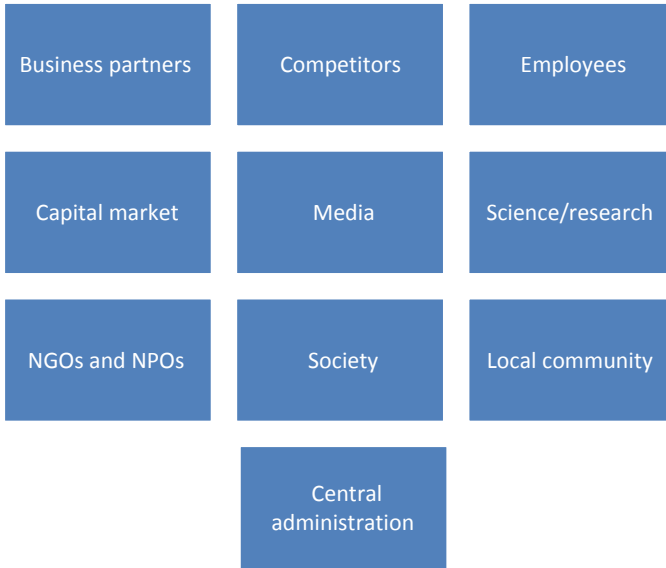 Business partners
Competitors
Employees
Capital market
Media
Science/research
NGOs and NPOs
Society
Local community
Central
administration